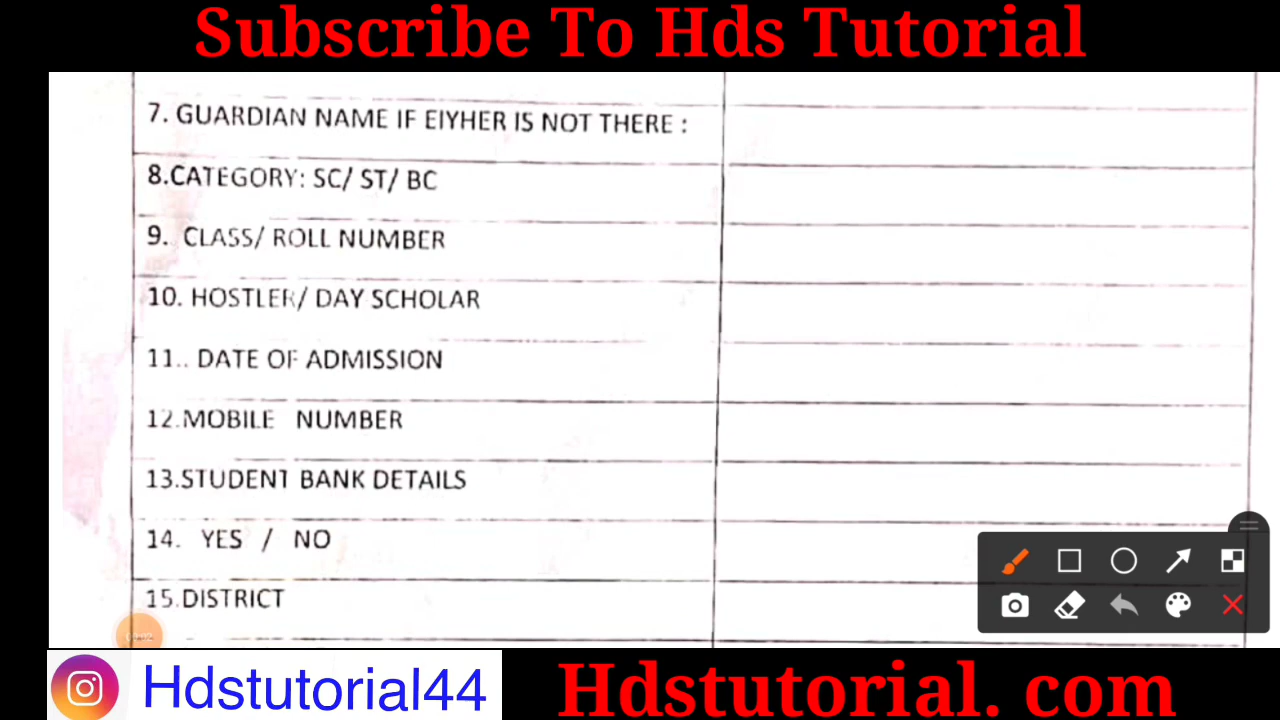 Subscribe To Hds Tutorial
7. GUARDIAN NAME IF EIYHER IS NOT THERE :
8.CATEGORY: SC/ ST/ BC
9. CLASS/ ROLL NUMBER
10. HOSTLER/ DAY SCHOLAR
11.. DATE OF ADMISSION
12.MOBILE NUMBER
13.STUDENT BANK DETAILS
14. YES / NO
15.DISTRICT
Hdstutorial44
Hdstutorial. com